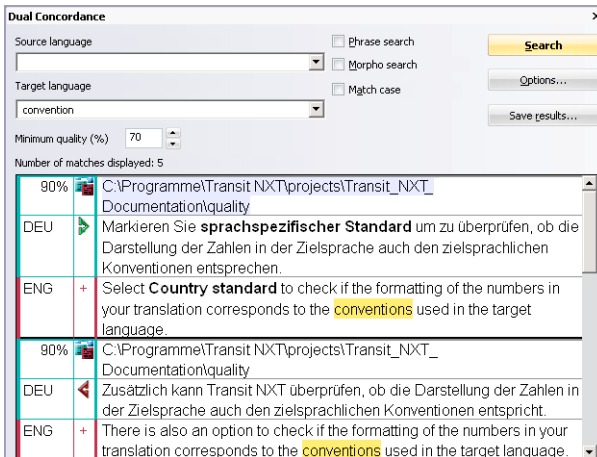 Dual Concordance
Source language
Phrase search
Search
Morpho search
Target language
Options...
Match case
convention
Save results...
Minimum quality (%) 70
Number of matches displayed: 5
90% C:\Programme\Transit NXT\projects\Transit_NXT_
Documentation\quality
DEU Markieren Sie sprachspezifischer Standard um zu überprüfen, ob die
Darstellung der Zahlen in der Zielsprache auch den zielsprachlichen
Konventionen entsprechen.
ENG + Select Country standard to check if the formatting of the numbers in
your translation corresponds to the conventions used in the target
language.
90% C:\Programme\Transit NXT\projects\Transit_NXT_
Documentation\quality
DEU Zusätzlich kann Transit NXT überprüfen, ob die Darstellung der Zahlen in
der Zielsprache auch den zielsprachlichen Konventionen entspricht.
ENG + There is also an option to check if the formatting of the numbers in your
translation corresponds to the conventions used in the target language.